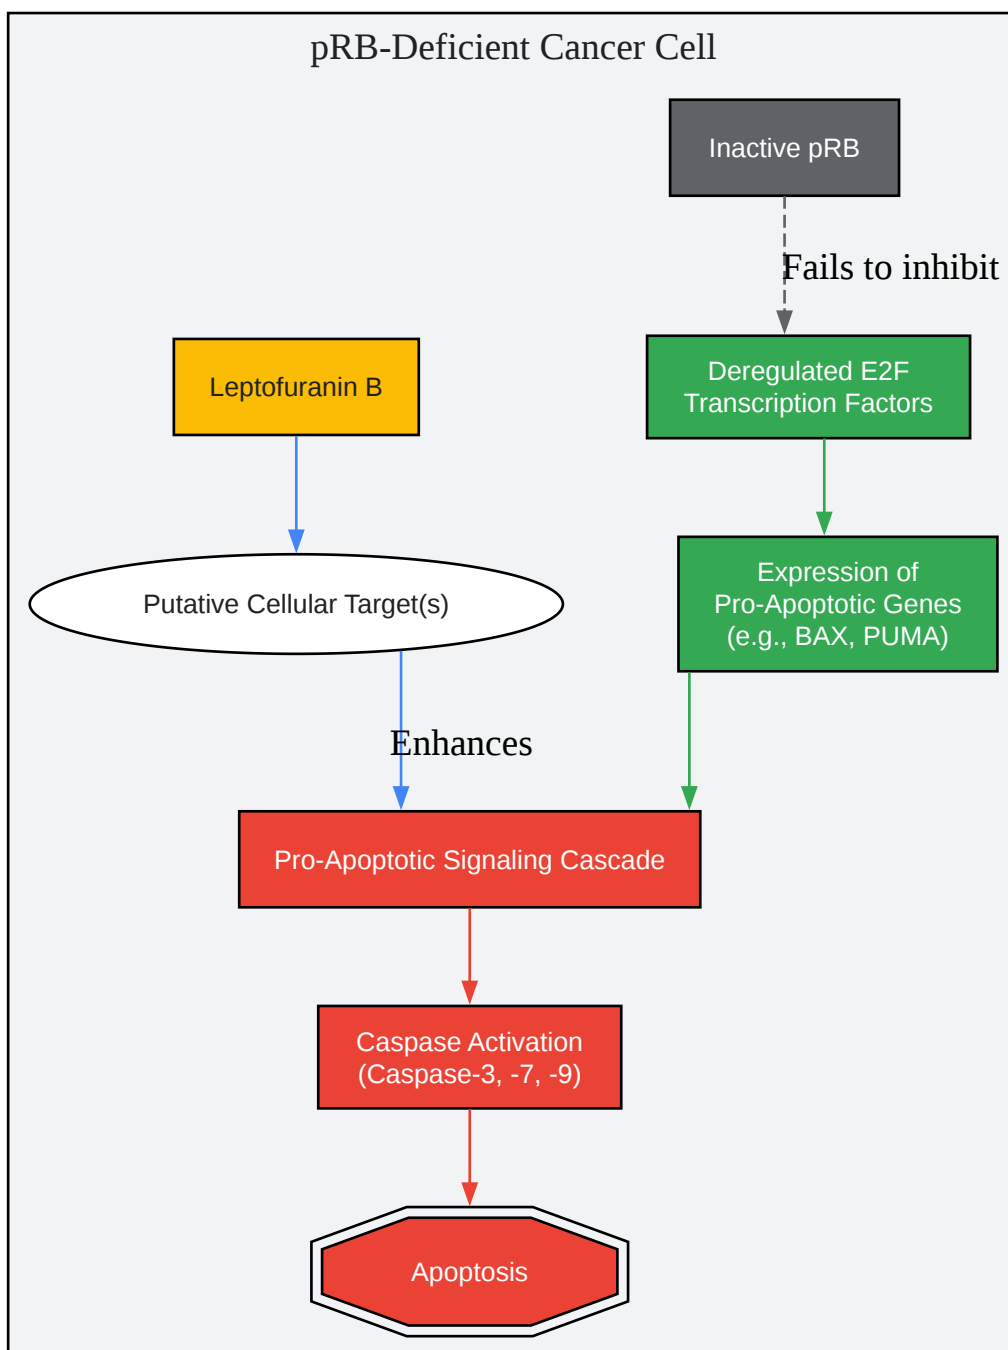 pRB-Deficient Cancer Cell
Inactive pRB
Fails to inhibit
Leptofuranin B
Deregulated E2F
Transcription Factors
Putative Cellular Target(s)
Expression of
Pro-Apoptotic Genes
(e.g., BAX, PUMA)
Enhances
Pro-Apoptotic Signaling Cascade
Caspase Activation
(Caspase-3, -7, -9)
Apoptosis